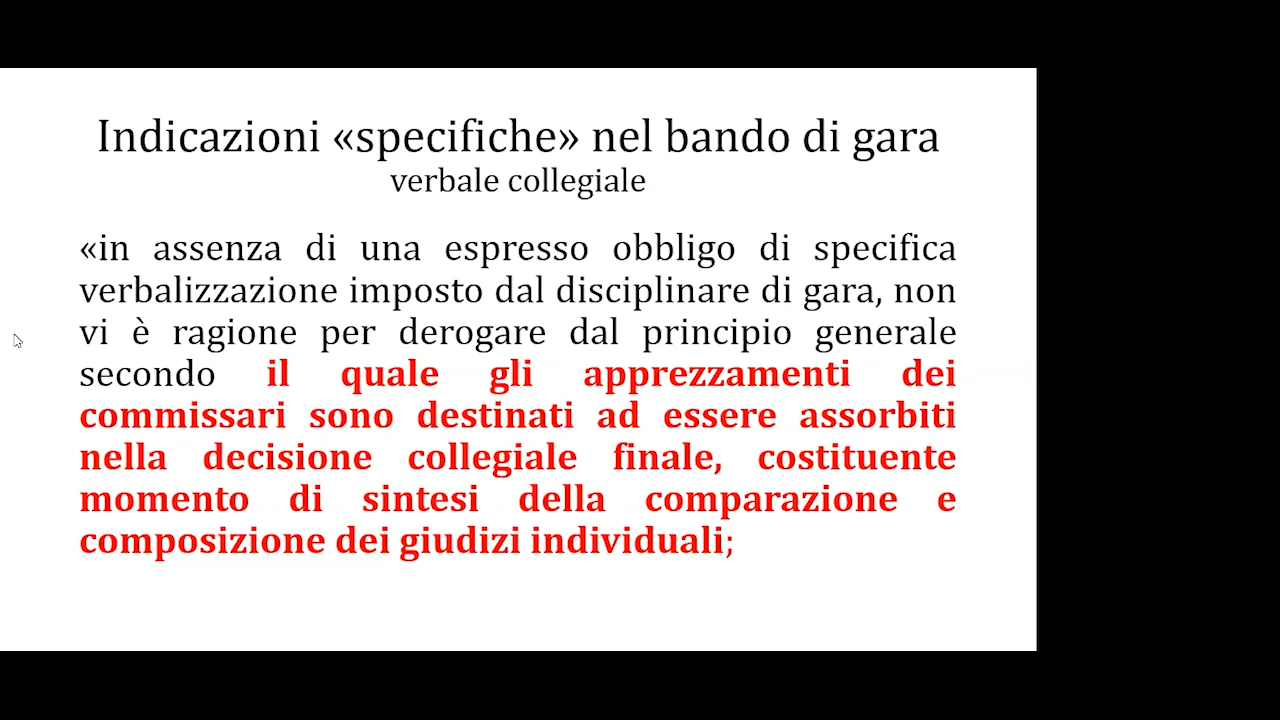 Indicazioni «specifiche» nel bando di gara
verbale collegiale
«in assenza di una espresso obbligo di specifica
verbalizzazione imposto dal disciplinare di gara, non
vi è ragione per derogare dal principio generale
secondo il quale gli apprezzamenti dei
commissari sono destinati ad essere assorbiti
nella decisione collegiale finale, costituente
momento di sintesi della comparazione e
composizione dei giudizi individuali;